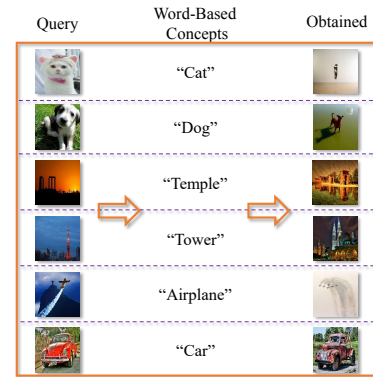 Query
Word-Based
Concepts
Obtained
“Cat”
“Dog”
“Temple”
“Tower”
“Airplane”
“Car”